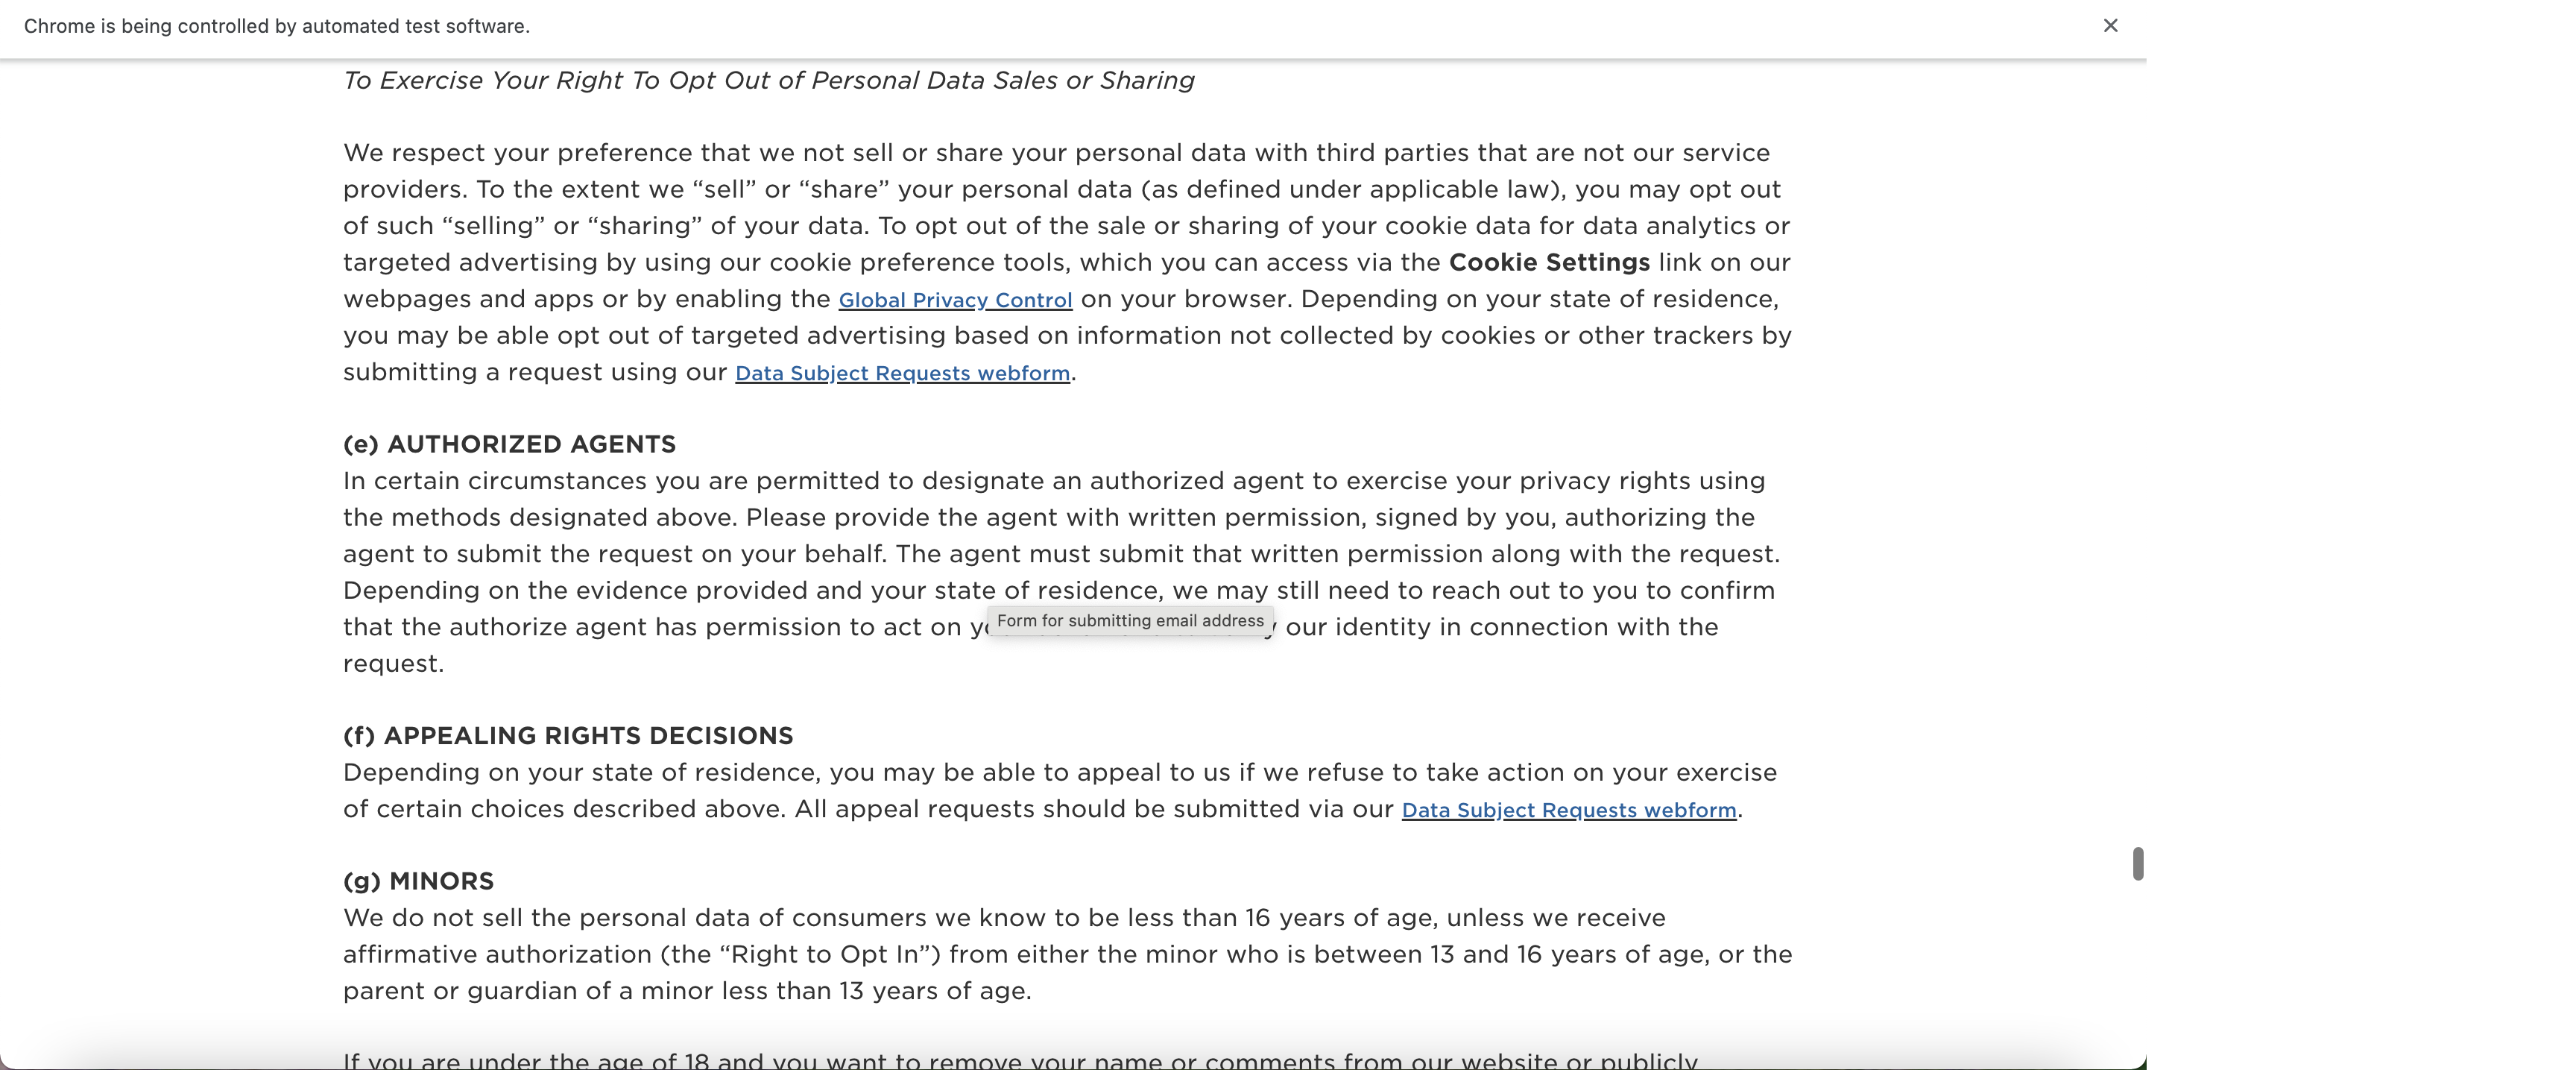 Chrome is being controlled by automated test software.
To Exercise Your Right To Opt Out of Personal Data Sales or Sharing
We respect your preference that we not sell or share your personal data with third parties that are not our service
providers. To the extent we “sell” or “share” your personal data (as defined under applicable law), you may opt out
of such “selling” or “sharing” of your data. To opt out of the sale or sharing of your cookie data for data analytics or
targeted advertising by using our cookie preference tools, which you can access via the Cookie Settings link on our
webpages and apps or by enabling the Global Privacy Control on your browser. Depending on your state of residence,
you may be able opt out of targeted advertising based on information not collected by cookies or other trackers by
submitting a request using our Data Subject Requests webform.
(e) AUTHORIZED AGENTS
In certain circumstances you are permitted to designate an authorized agent to exercise your privacy rights using
the methods designated above. Please provide the agent with written permission, signed by you, authorizing the
agent to submit the request on your behalf. The agent must submit that written permission along with the request.
Depending on the evidence provided and your state of residence, we may still need to reach out to you to confirm
that the authorize agent has permission to act on our identity in connection with the
Form for submitting email address
request.
(f) APPEALING RIGHTS DECISIONS
Depending on your state of residence, you may be able to appeal to us if we refuse to take action on your exercise
of certain choices described above. All appeal requests should be submitted via our Data Subject Requests webform.
(g) MINORS
We do not sell the personal data of consumers we know to be less than 16 years of age, unless we receive
affirmative authorization (the “Right to Opt In”) from either the minor who is between 13 and 16 years of age, or the
parent or guardian of a minor less than 13 years of age.
If you are under the age of 18 and you want to remove your name or comments from our website or publicly